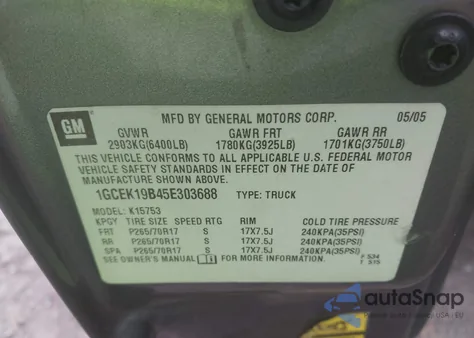 MFD BY GENERAL MOTORS CORP. 05/05
GM
GVWR GAWR FRT GAWR RR
2903KG(6400LB) 1780KG(3925LB) 1701KG(3750LB)
THIS VEHICLE CONFORMS TO ALL APPLICABLE U.S. FEDERAL MOTOR
VEHICLE SAFETY STANDARDS IN EFFECT ON THE DATE OF
MANUFACTURE SHOWN ABOVE.
1GCEK19B45E303688 TYPE: TRUCK
MODEL: K15753
KPGV TIRE SIZE SPEED RTG RIM COLD TIRE PRESSURE
FRT P265/70R17 S 17X7.5J 240KPA(35PSI)
RR P265/70R17 S 17X7.5J 240KPA(35PSI)
SPA P265/70R17 S 17X7.5J 240KPA(35PSI)
SEE OWNER'S MANUAL FOR MORE INFORMATION.
autoSnap